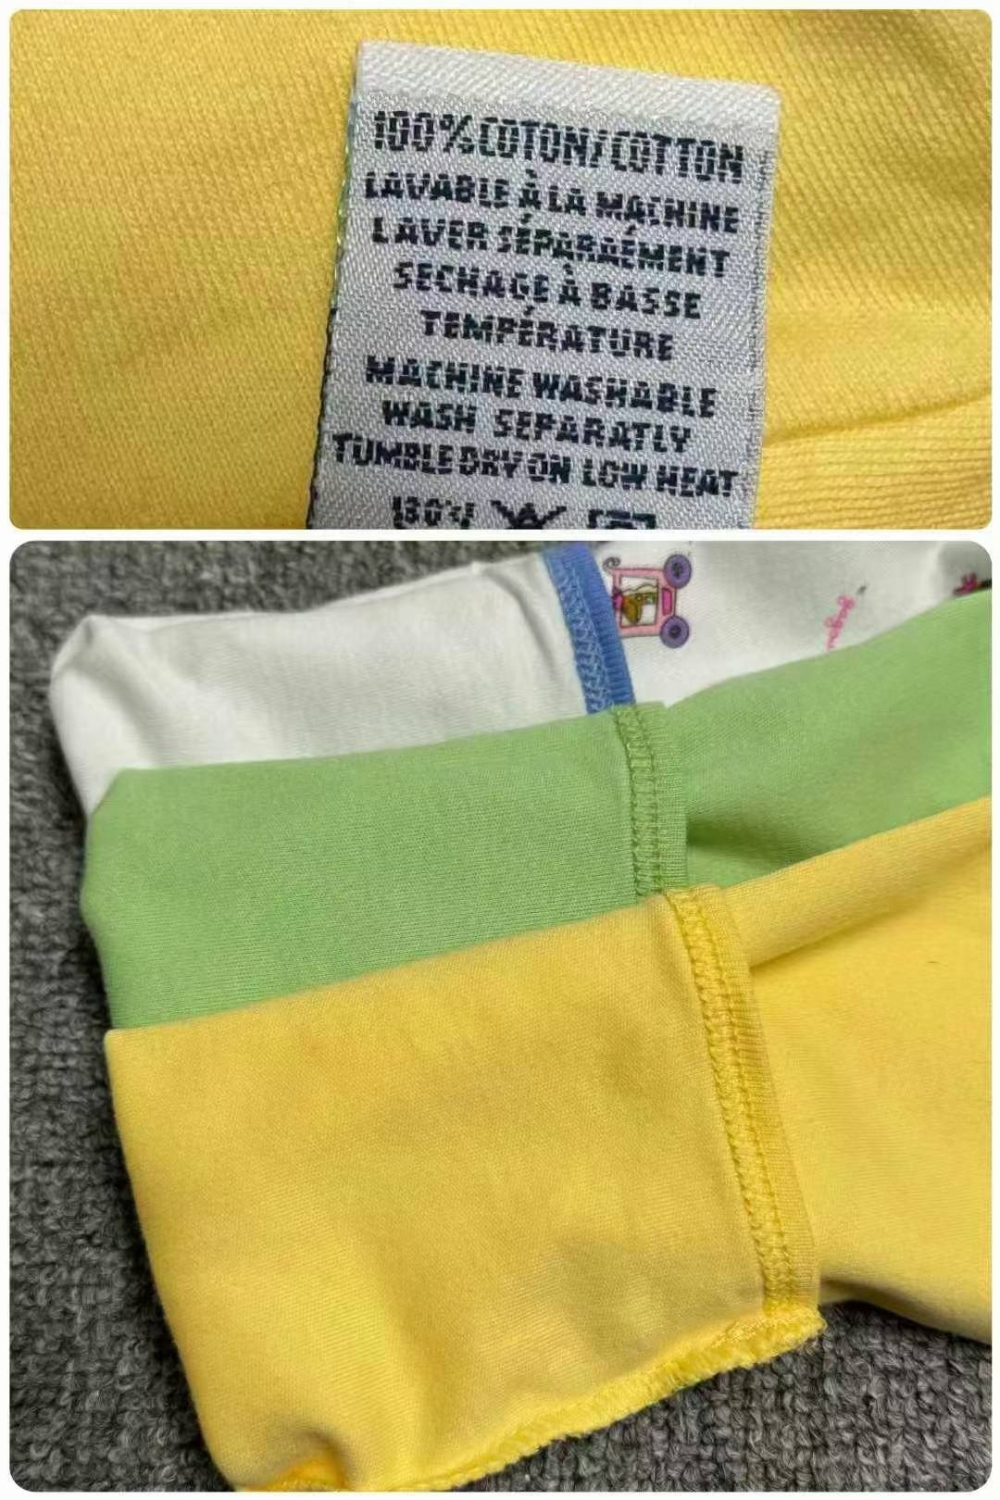 100% COTON/COTTON
LAVABLE À LA MACHINE
LAVER SÉPARAÉMENT
SECHAGE À BASSE
TEMPÉRATURE
MACHINE WASHABLE
WASH SEPARATLY
TUMBLE DRY ON LOW HEAT